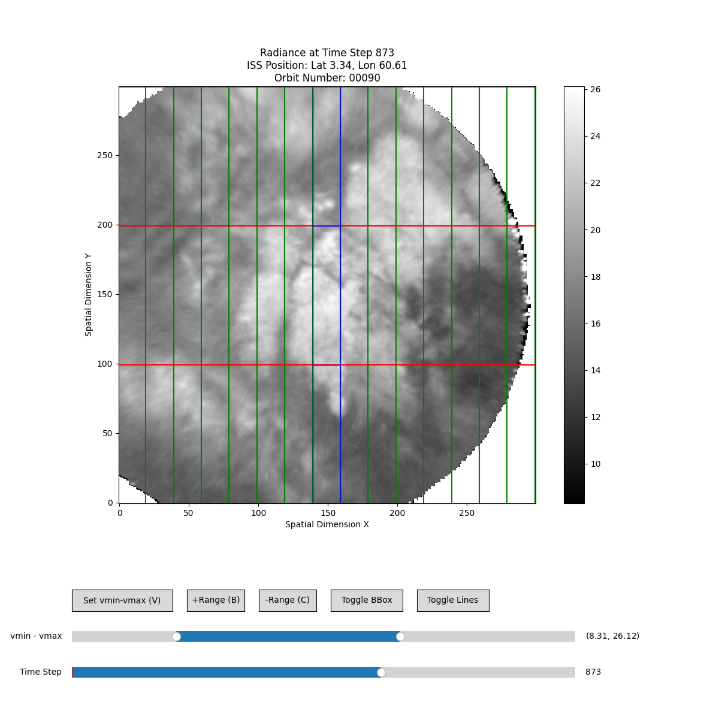 Radiance at Time Step 873
ISS Position: Lat 3.34, Lon 60.61
Orbit Number: 00090
26
24
22
20
18
16
14
12
10
250
200
150
100
50
0
Spatial Dimension Y
0 50 100 150 200 250
Spatial Dimension X
Set vmin-vmax (V) +Range (B) -Range (C) Toggle BBox Toggle Lines
vmin - vmax (8.31, 26.12)
Time Step 873